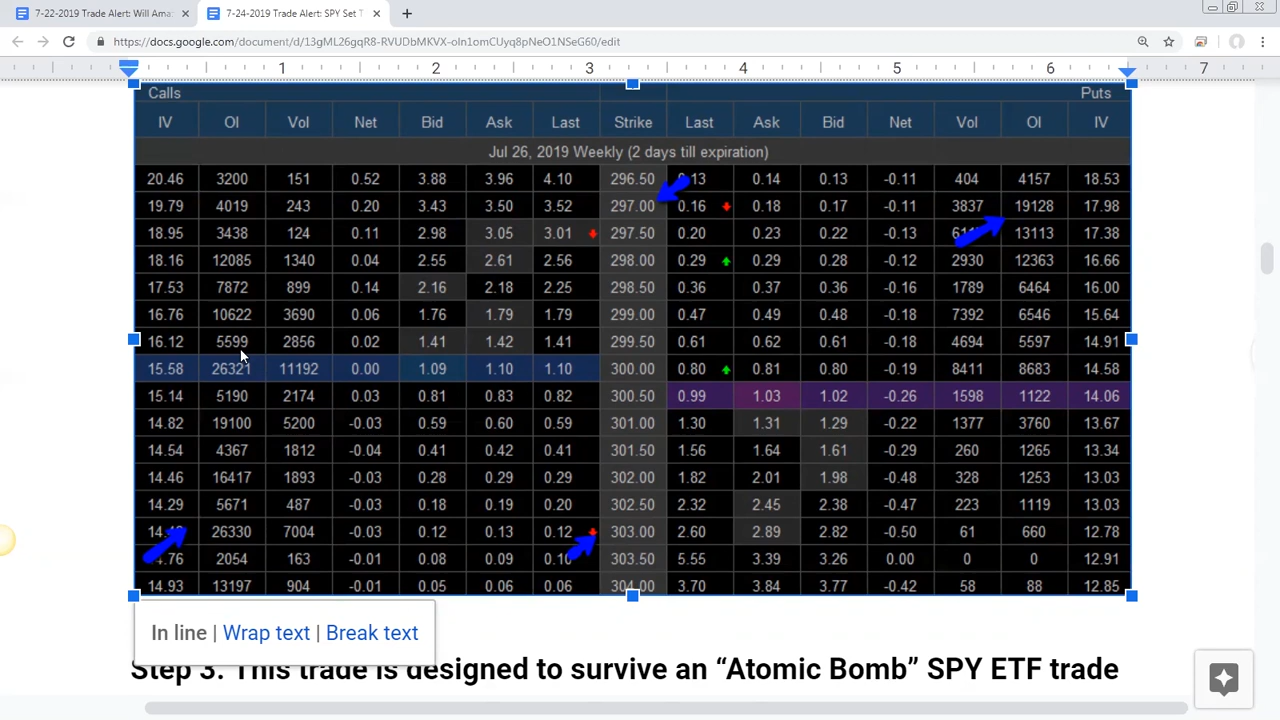 7-22-2019 Trade Alert: Will Ama
7-24-2019 Trade Alert: SPY Set T
https://docs.google.com/document/d/13gML26gqR8-RVUDbMKVX-oln1omCUyq8pNeO1NSeG60/edit
1 2 3 4 5 6 7
Calls Puts
IV OI Vol Net Bid Ask Last Strike Last Ask Bid Net Vol OI IV
Jul 26, 2019 Weekly (2 days till expiration)
20.46 3200 151 0.52 3.88 3.96 4.10 296.50 0.13 0.14 0.13 -0.11 404 4157 18.53
19.79 4019 243 0.20 3.43 3.50 3.52 297.00 0.16 0.18 0.17 -0.11 3837 19128 17.98
18.95 3438 124 0.11 2.98 3.05 3.01 297.50 0.20 0.23 0.22 -0.13 13113 17.38
18.16 12085 1340 0.04 2.55 2.61 2.56 298.00 0.29 0.29 0.28 -0.12 2930 12363 16.66
17.53 7872 899 0.14 2.16 2.18 2.25 298.50 0.36 0.37 0.36 -0.16 1789 6464 16.00
16.76 10622 3690 0.06 1.76 1.79 1.79 299.00 0.47 0.49 0.48 -0.18 7392 6546 15.64
16.12 5599 2856 0.02 1.41 1.42 1.41 299.50 0.61 0.62 0.61 -0.18 4694 5597 14.91
15.58 26321 11192 0.00 1.09 1.10 1.10 300.00 0.80 0.81 0.80 -0.19 8411 8683 14.58
15.14 5190 2174 0.03 0.81 0.83 0.82 300.50 0.99 1.03 1.02 -0.26 1598 1122 14.06
14.82 19100 5200 -0.03 0.59 0.60 0.59 301.00 1.30 1.31 1.29 -0.22 1377 3760 13.67
14.54 4367 1812 -0.04 0.41 0.42 0.41 301.50 1.56 1.64 1.61 -0.29 260 1265 13.34
14.46 16417 1893 -0.03 0.28 0.29 0.29 302.00 1.82 2.01 1.98 -0.48 328 1253 13.03
14.29 5671 487 -0.03 0.18 0.19 0.20 302.50 2.32 2.45 2.38 -0.47 223 1119 13.03
26330 7004 -0.03 0.12 0.13 0.12 303.00 2.60 2.89 2.82 -0.50 61 660 12.78
2054 163 -0.01 0.08 0.09 0.10 303.50 5.55 3.39 3.26 0.00 0 0 12.91
14.93 13197 904 -0.01 0.05 0.06 0.06 304.00 3.70 3.84 3.77 -0.42 58 88 12.85
In line | Wrap text | Break text
Step 3: This trade is designed to survive an “Atomic Bomb” SPY ETF trade